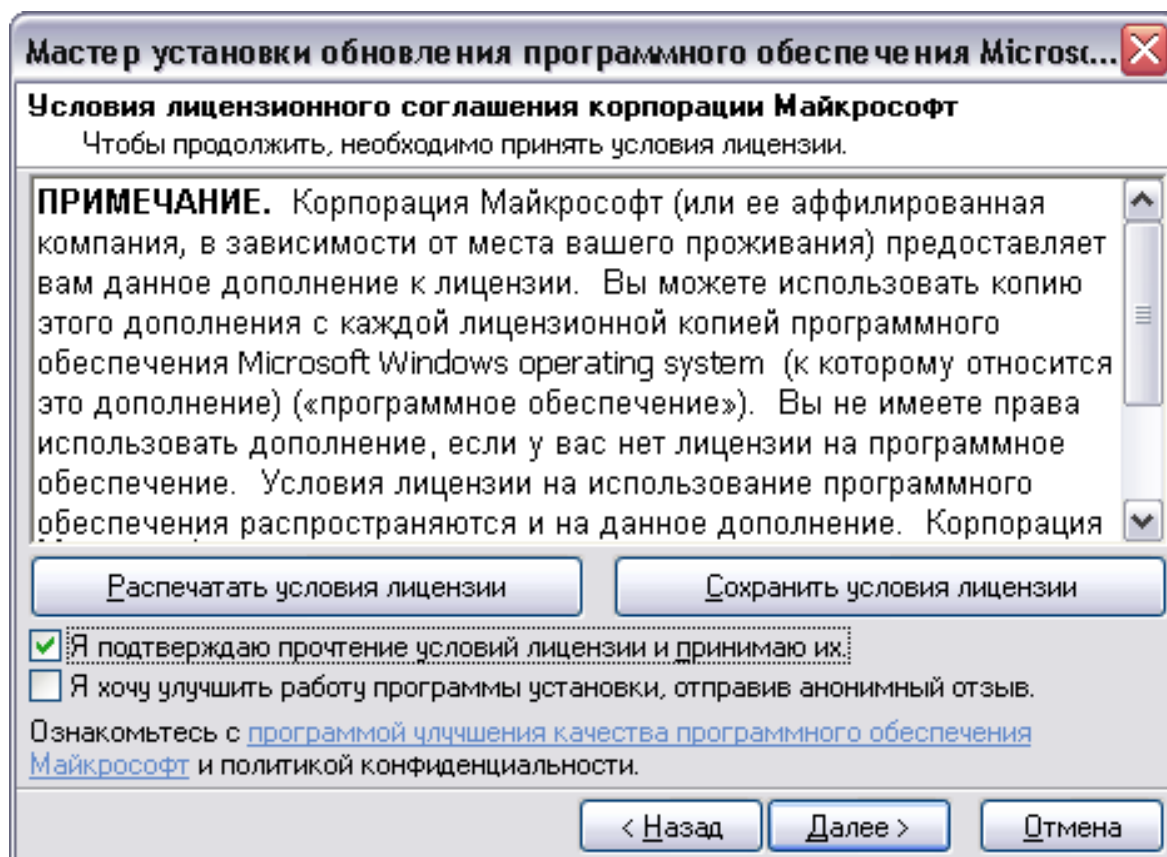 Мастер установки обновления программного обеспечения Microsc...
Условия лицензионного соглашения корпорации Майкрософт
Чтобы продолжить, необходимо принять условия лицензии.
ПРИМЕЧАНИЕ. Корпорация Майкрософт (или ее аффилированная
компания, в зависимости от места вашего проживания) предоставляет
вам данное дополнение к лицензии. Вы можете использовать копию
этого дополнения с каждой лицензионной копией программного
обеспечения Microsoft Windows operating system (к которому относится
это дополнение) («программное обеспечение»). Вы не имеете права
использовать дополнение, если у вас нет лицензии на программное
обеспечение. Условия лицензии на использование программного
обеспечения распространяются и на данное дополнение. Корпорация
Распечатать условия лицензии
Сохранить условия лицензии
Я подтверждаю прочтение условий лицензии и принимаю их.
Я хочу улучшить работу программы установки, отправив анонимный отзыв.
Ознакомьтесь с программой улучшения качества программного обеспечения
Майкрософт и политикой конфиденциальности.
< Назад
Далее >
Отмена